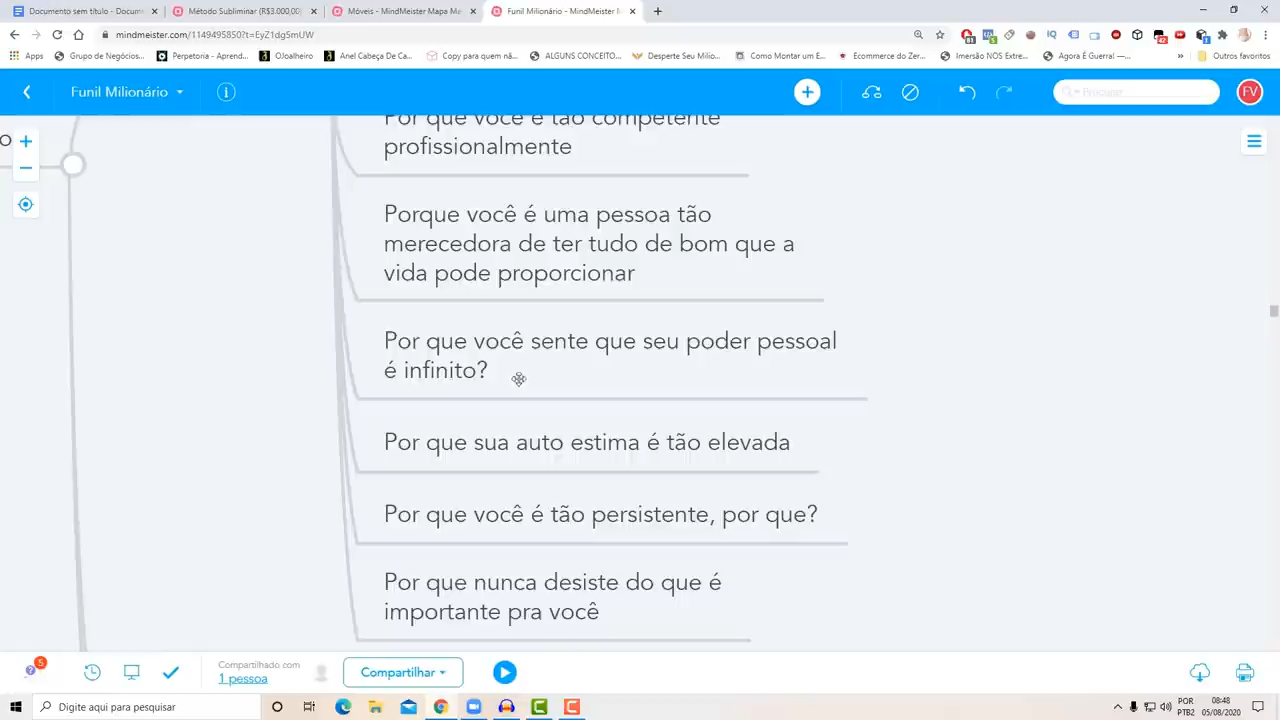 Documento sem título - Docume
Método Subliminar (R$3.000,00)
Móveis - MindMeister Mapa Me
Funil Milionário - MindMeister M
mindmeister.com/1149495850?t=EyZ1dg5mUW
Apps
Grupo de Negócios...
Perpetoria - Apren...
OJoalheiro
Anel Cabeça De Ca...
Copy para quem nã...
ALGUNS CONCEITO...
Desperte Seu Milio...
Como Montar um E...
Ecommerce do Zer...
Imersão NOS Extre...
Agora É Guerra! —...
»
Outros favoritos
Funil Milionário
Procurar
FV
O
Por que você é tão competente
profissionalmente
Porque você é uma pessoa tão
merecedora de ter tudo de bom que a
vida pode proporcionar
Por que você sente que seu poder pessoal
é infinito?
Por que sua auto estima é tão elevada
Por que você é tão persistente, por que?
Por que nunca desiste do que é
importante pra você
5
Compartilhado com
1 pessoa
Compartilhar
Digite aqui para pesquisar
POR
PTB2
08:48
05/08/2020